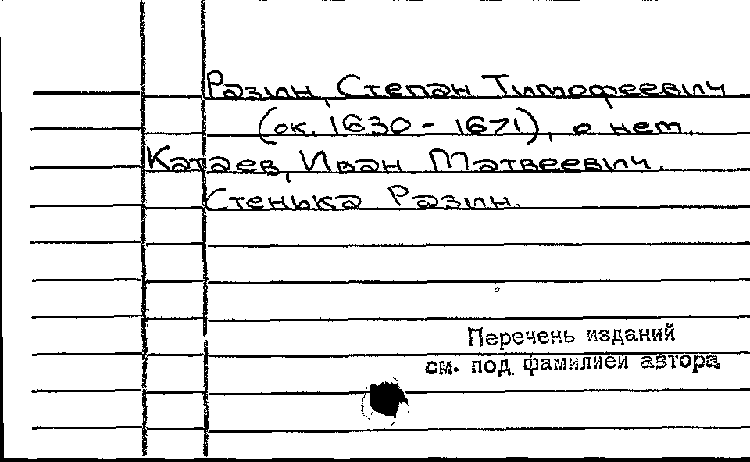 Разин, Степан Тимофеевич
(ок. 1630 - 1671), о нем.
Катаев, Иван Матвеевич.
Стенька Разин.
Перечень изданий
см. под фамилией автора